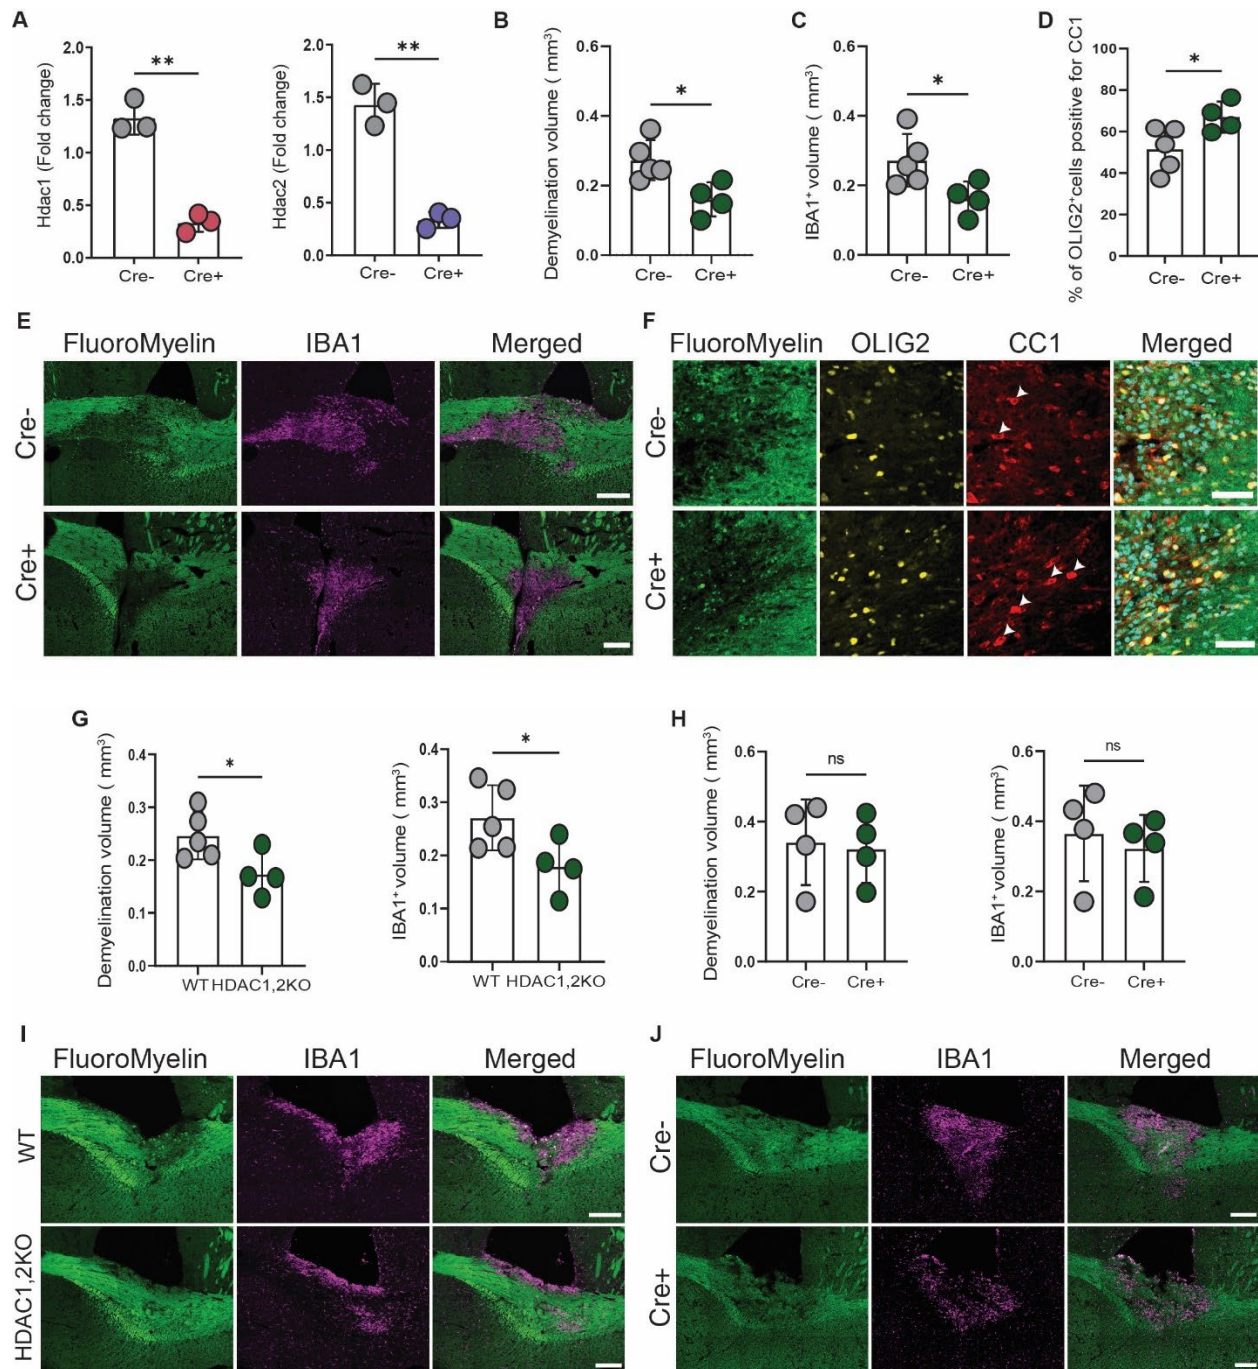 A
Hdac1 (Fold change)
2.0
1.5
1.0
0.5
0.0
**
Cre-
Cre+
Hdac2 (Fold change)
2.0
1.5
1.0
0.5
0.0
**
Cre-
Cre+
B
Demyelination volume ( mm³)
0.6
0.4
0.2
0.0
*
Cre-
Cre+
C
IBA1⁺ volume ( mm³)
0.6
0.4
0.2
0.0
*
Cre-
Cre+
D
% of OLIG2⁺cells positive for CC1
100
80
60
40
20
0
*
Cre-
Cre+
E
FluoroMyelin
IBA1
Merged
Cre-
Cre+
F
FluoroMyelin
OLIG2
CC1
Merged
Cre-
Cre+
G
Demyelination volume ( mm³)
0.4
0.3
0.2
0.1
0.0
*
WT
HDAC1,2KO
IBA1⁺ volume ( mm³)
0.4
0.3
0.2
0.1
0.0
*
WT
HDAC1,2KO
H
Demyelination volume ( mm³)
0.6
0.4
0.2
0.0
ns
Cre-
Cre+
IBA1⁺ volume ( mm³)
0.6
0.4
0.2
0.0
ns
Cre-
Cre+
I
FluoroMyelin
IBA1
Merged
WT
HDAC1,2KO
J
FluoroMyelin
IBA1
Merged
Cre-
Cre+